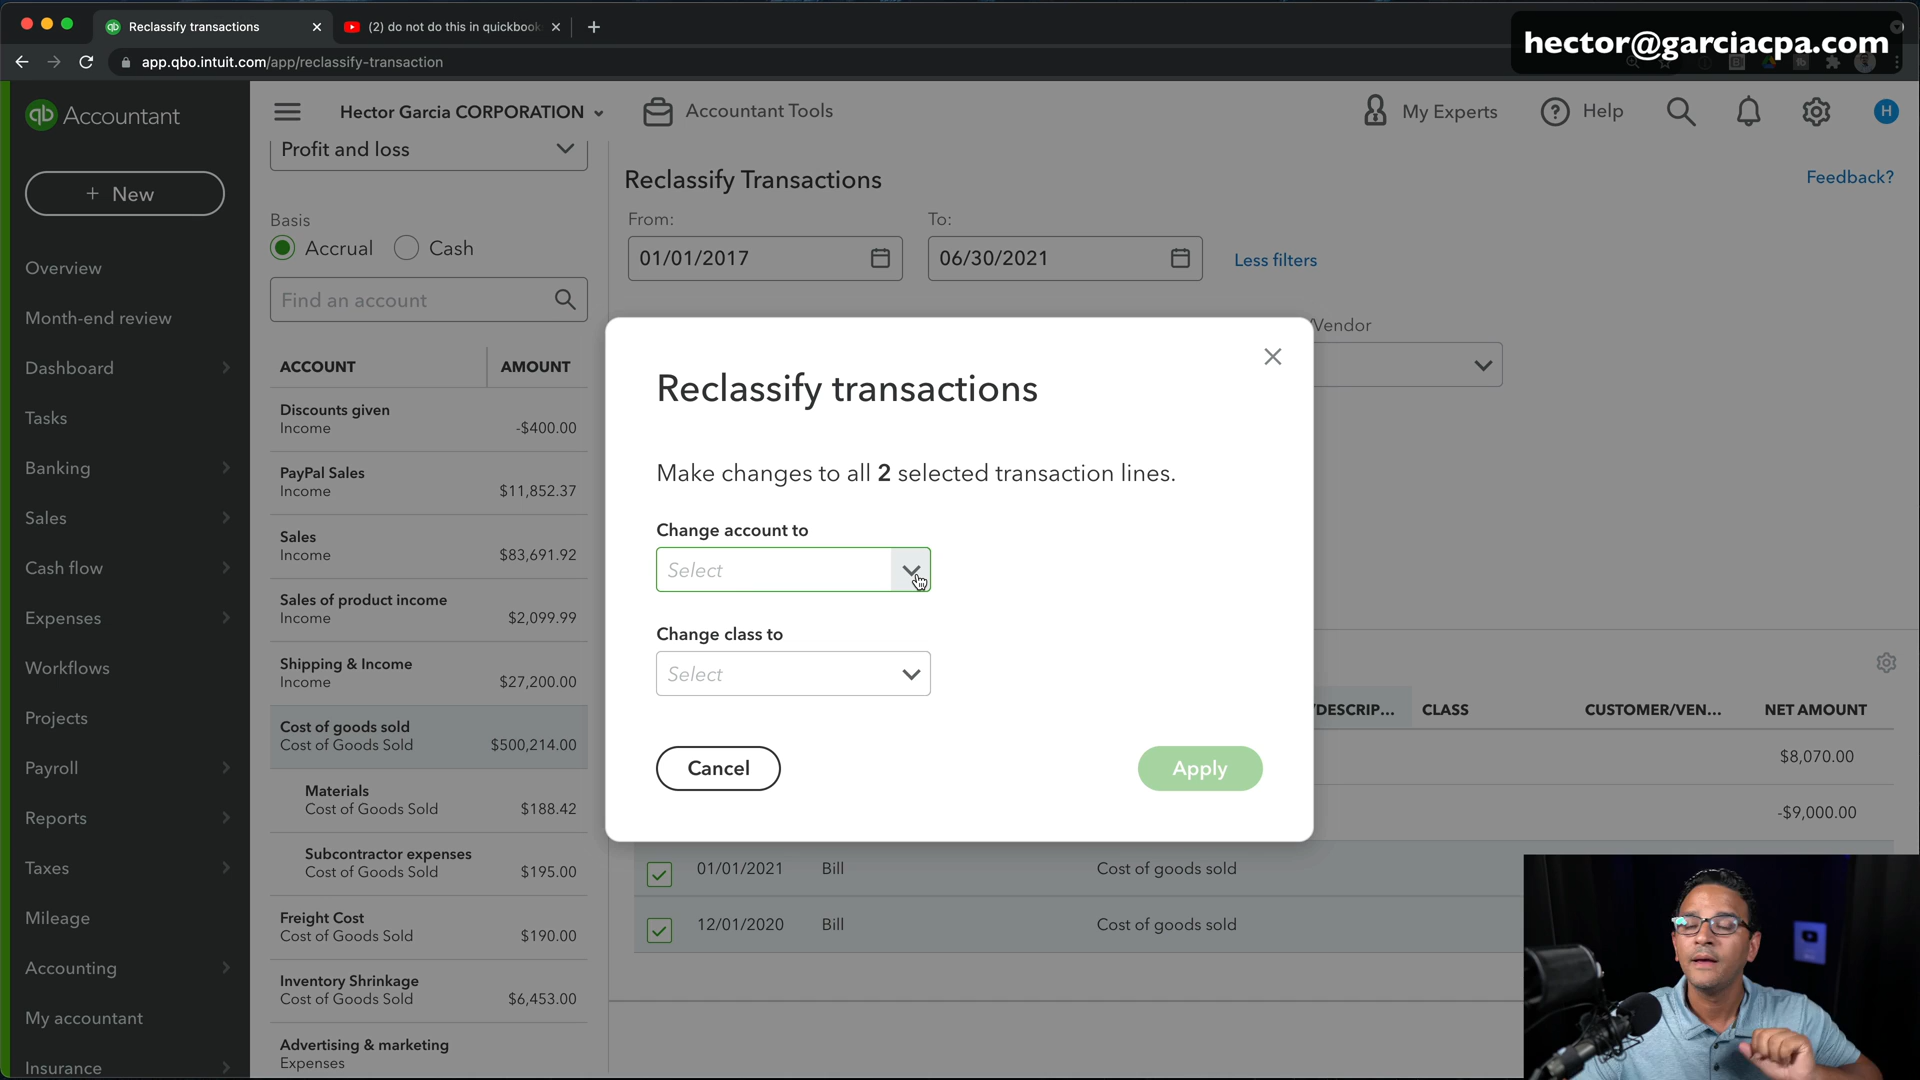 Reclassify transactions
(2) do not do this in quickbook
hector@garciacpa.com
app.qbo.intuit.com/app/reclassify-transaction
qb Accountant
Hector Garcia CORPORATION
Accountant Tools
My Experts
Help
H
+ New
Overview
Month-end review
Dashboard
Tasks
Banking
Sales
Cash flow
Expenses
Workflows
Projects
Payroll
Reports
Taxes
Mileage
Accounting
My accountant
Insurance
Profit and loss
Basis
Accrual
Cash
Find an account
ACCOUNT AMOUNT
Discounts given
Income -$400.00
PayPal Sales
Income $11,852.37
Sales
Income $83,691.92
Sales of product income
Income $2,099.99
Shipping & Income
Income $27,200.00
Cost of goods sold
Cost of Goods Sold $500,214.00
Materials
Cost of Goods Sold $188.42
Subcontractor expenses
Cost of Goods Sold $195.00
Freight Cost
Cost of Goods Sold $190.00
Inventory Shrinkage
Cost of Goods Sold $6,453.00
Advertising & marketing
Expenses
Reclassify Transactions
Feedback?
From: To:
01/01/2017 06/30/2021 Less filters
/Vendor
Reclassify transactions
Make changes to all 2 selected transaction lines.
Change account to
Select
Change class to
Select
Cancel Apply
/DESCRIP... CLASS CUSTOMER/VEN... NET AMOUNT
$8,070.00
-$9,000.00
01/01/2021 Bill Cost of goods sold
12/01/2020 Bill Cost of goods sold